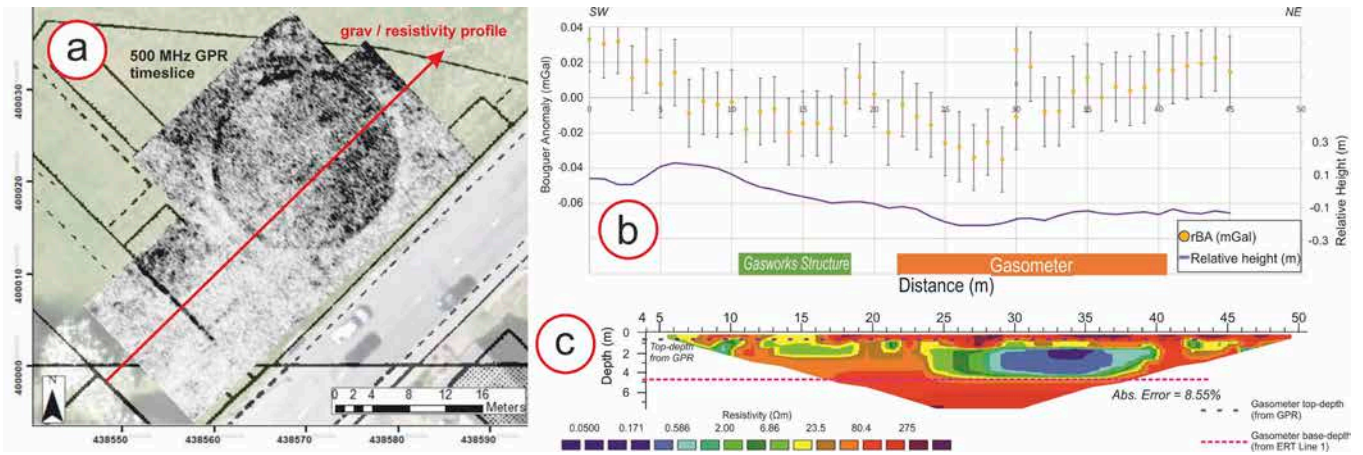 a
500 MHz GPR
timeslice
grav / resistivity profile
400030
400020
400010
400000
N
0 2 4 8 12 16
Meters
438550 438560 438570 438580 438590
SW NE
0.04
0.02
0.00
-0.02
-0.04
-0.06
Bouguer Anomaly (mGal)
0 5 10 15 20 25 30 35 40 45 50
0.3
0.1
-0.1
-0.3
Relative Height (m)
b
rBA (mGal)
Relative height (m)
Gasworks Structure
Gasometer
Distance (m)
c
4 5 10 15 20 25 30 35 40 45 50
0
2
4
6
Depth (m)
Top-depth
from GPR
Abs. Error = 8.55%
Resistivity (Ωm)
0.0500 0.171 0.586 2.00 6.86 23.5 80.4 275
Gasometer top-depth
(from GPR)
Gasometer base-depth
(from ERT Line 1)